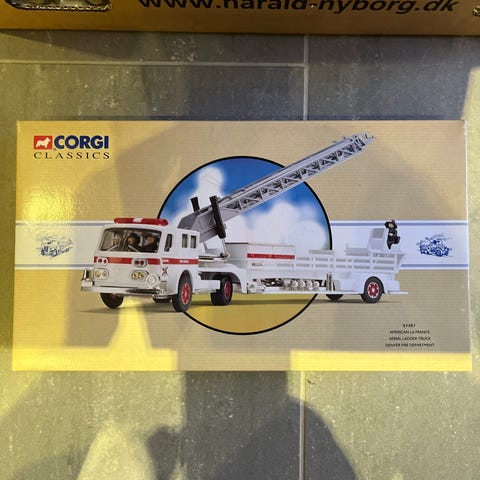 www.harald-nyborg.dk
CORGI
CLASSICS
97387
AMERICAN LA FRANCE
AERIAL LADDER TRUCK
DENVER FIRE DEPARTMENT